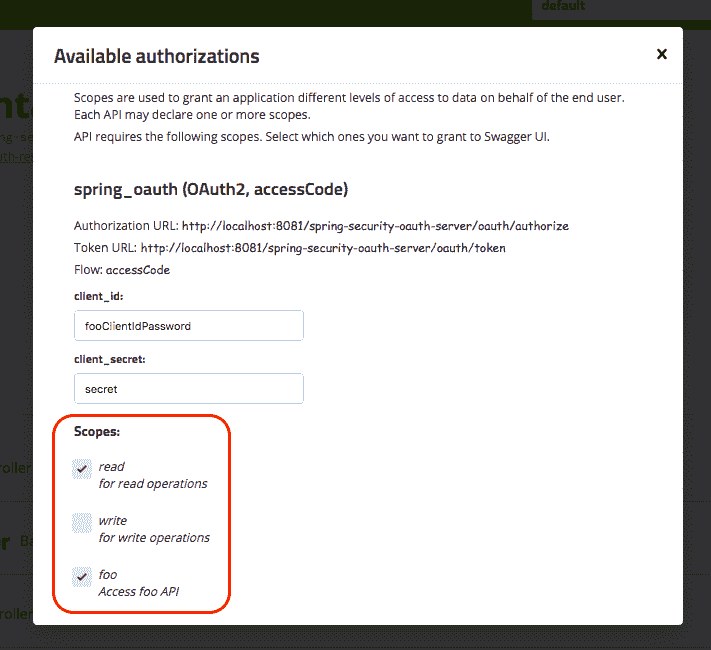 default
Available authorizations
Scopes are used to grant an application different levels of access to data on behalf of the end user.
Each API may declare one or more scopes.
API requires the following scopes. Select which ones you want to grant to Swagger UI.
spring_oauth (OAuth2, accessCode)
Authorization URL: http://localhost:8081/spring-security-oauth-server/oauth/authorize
Token URL: http://localhost:8081/spring-security-oauth-server/oauth/token
Flow: accessCode
client_id:
fooClientIdPassword
client_secret:
secret
Scopes:
read
for read operations
write
for write operations
foo
Access foo API